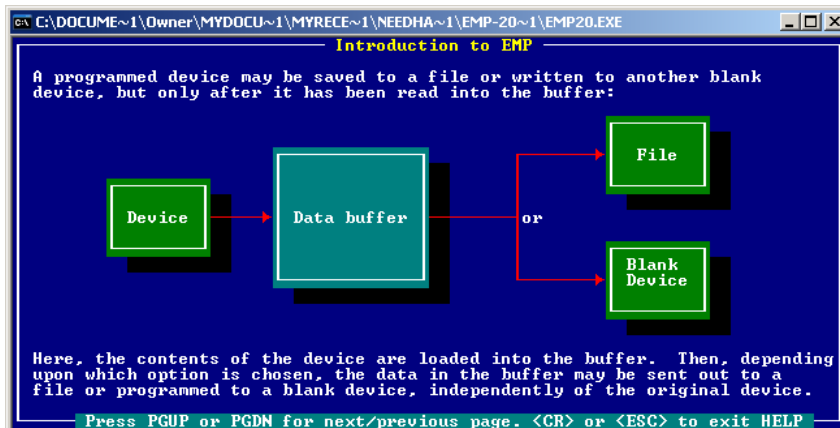 C:\DOCUME~1\Owner\MYDOCU~1\MYRECE~1\NEEDHA~1\EMP-20~1\EMP20.EXE
Introduction to EMP
A programmed device may be saved to a file or written to another blank
device, but only after it has been read into the buffer:
File
Device
Data buffer
or
Blank
Device
Here, the contents of the device are loaded into the buffer.  Then, depending
upon which option is chosen, the data in the buffer may be sent out to a
file or programmed to a blank device, independently of the original device.
Press PGUP or PGDN for next/previous page. <CR> or <ESC> to exit HELP